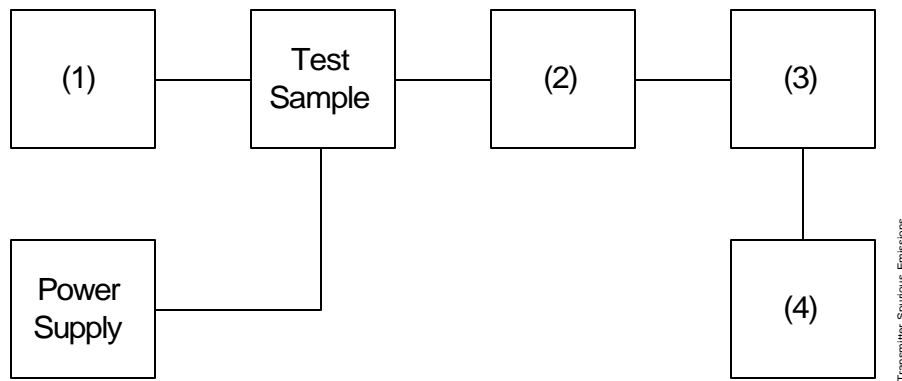 (1)
Test
Sample
(2)
(3)
Power
Supply
(4)
Transmitter Spurious Emissions